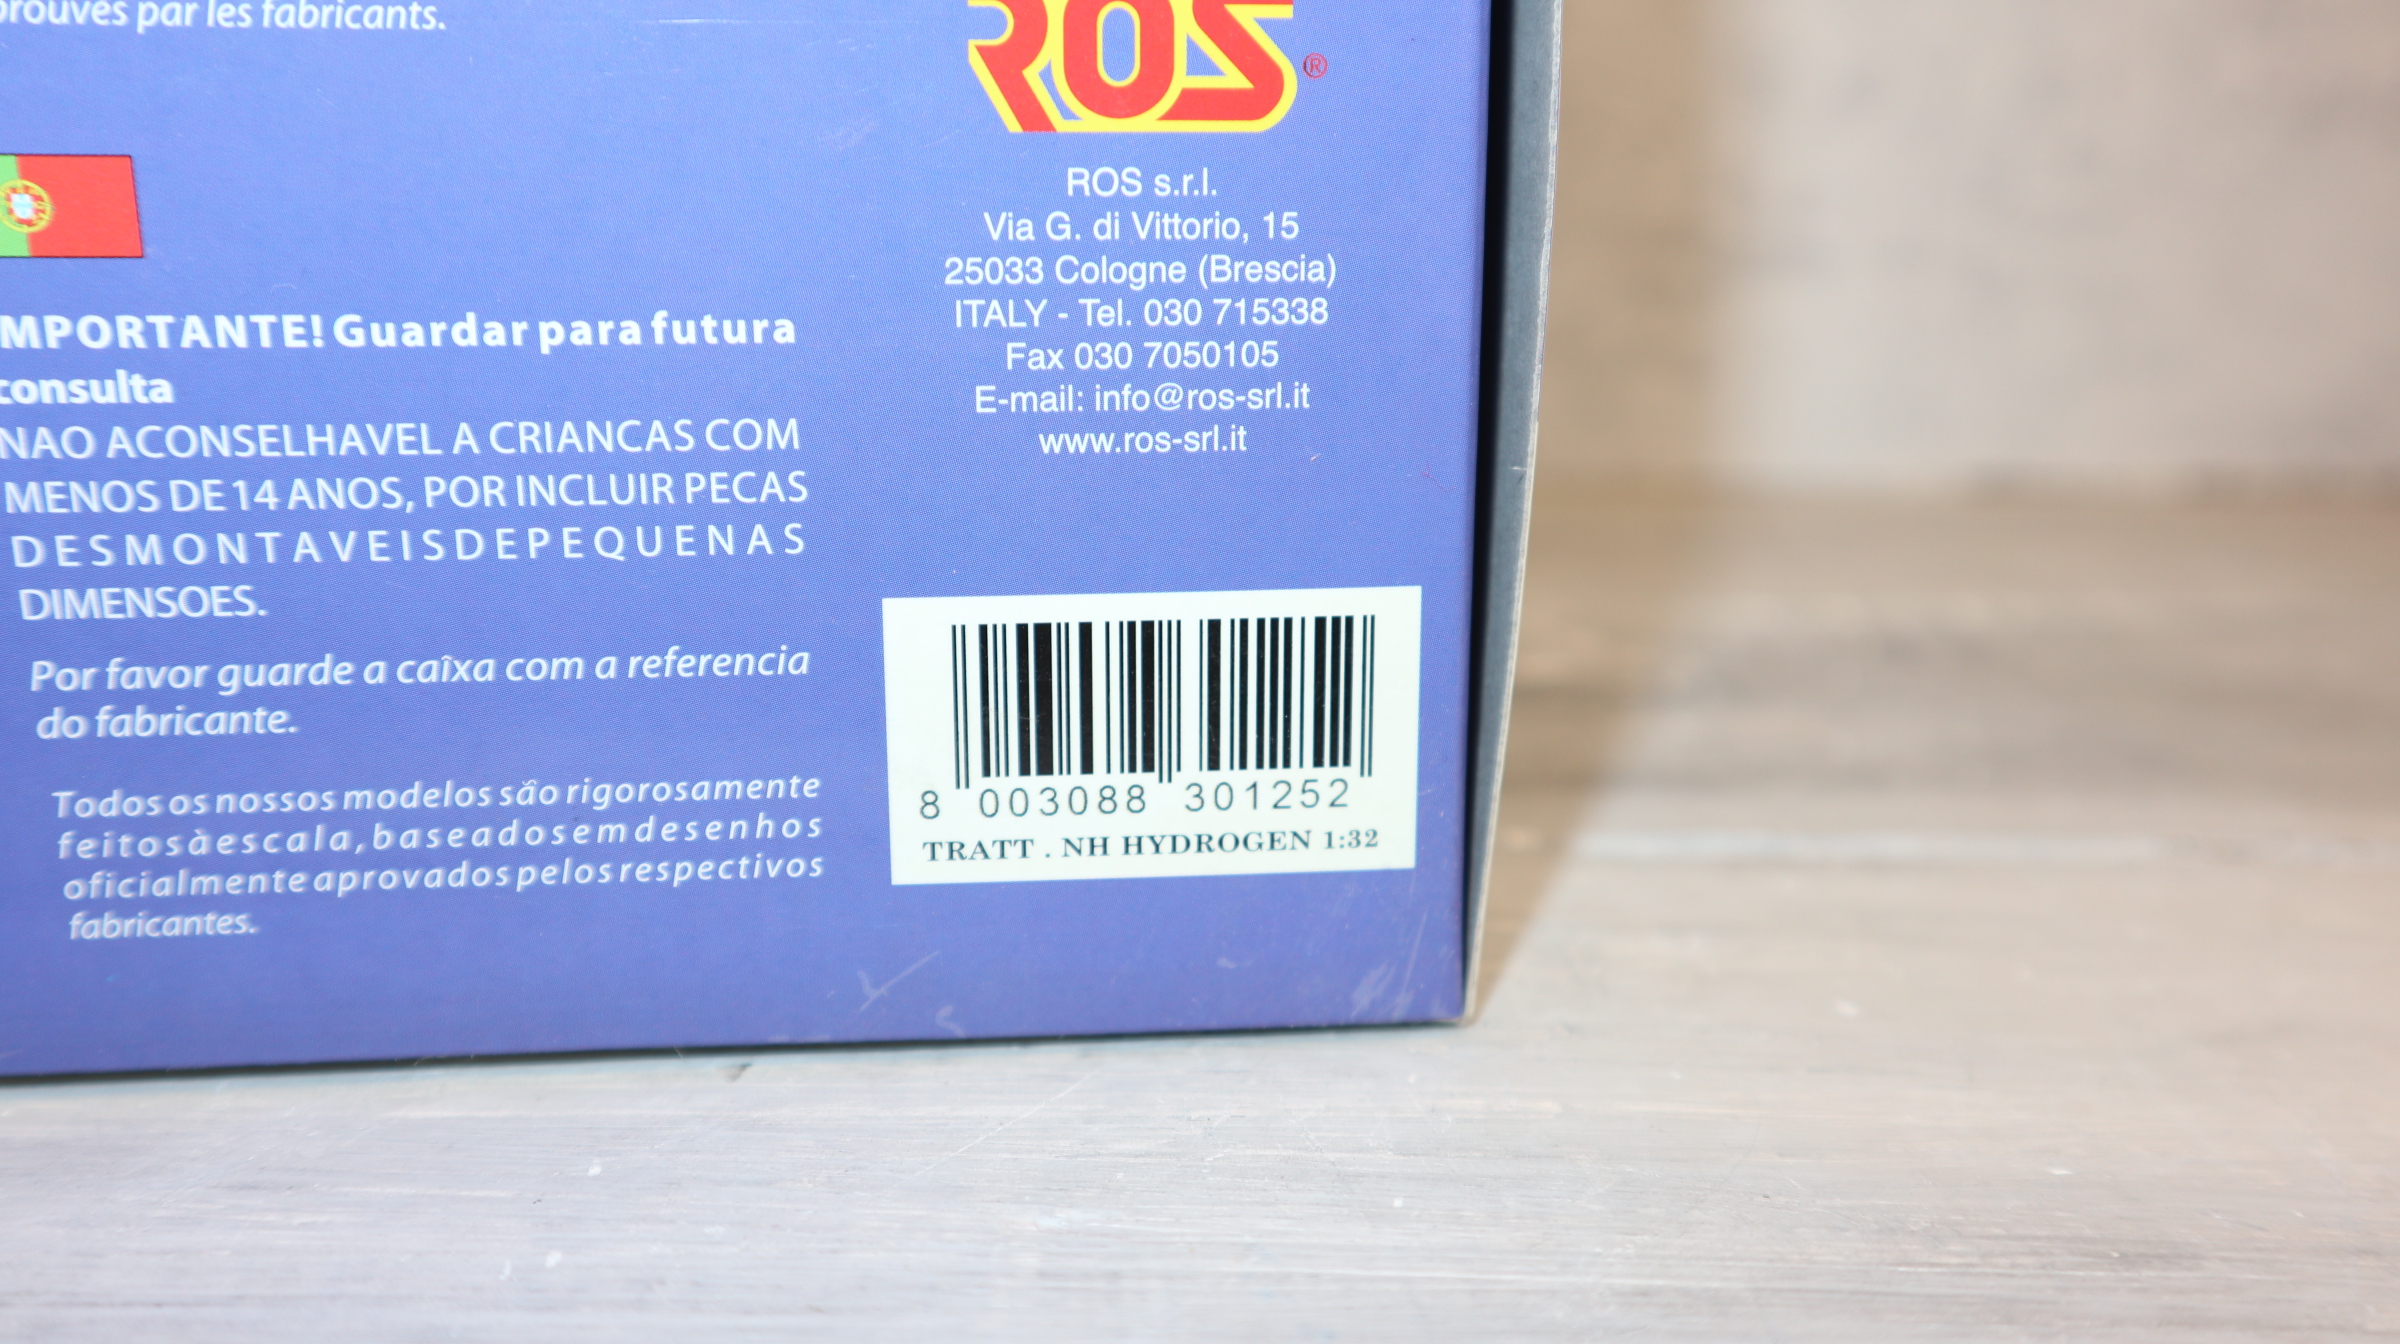 prouvés par les fabricants.
IMPORTANTE! Guardar para futura
consulta
NAO ACONSELHAVEL A CRIANCAS COM
MENOS DE 14 ANOS, POR INCLUIR PECAS
DESMONTAVEIS DE PEQUENAS
DIMENSOES.
Por favor guarde a caîxa com a referencia
do fabricante.
Todos os nossos modelos são rigorosamente
feitos à escala, baseados em desenhos
oficialmente aprovados pelos respectivos
fabricantes.
ROS®
ROS s.r.l.
Via G. di Vittorio, 15
25033 Cologne (Brescia)
ITALY - Tel. 030 715338
Fax 030 7050105
E-mail: info@ros-srl.it
www.ros-srl.it
8 003088 301252
TRATT . NH HYDROGEN 1:32